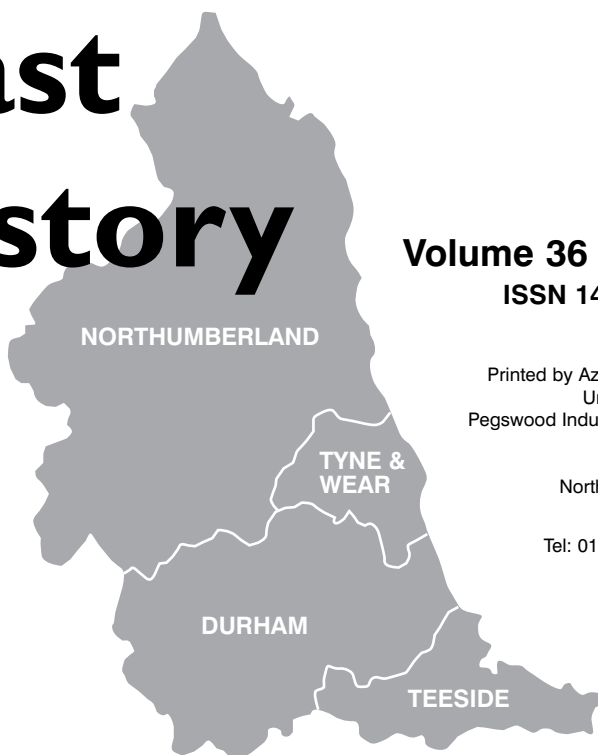 ast
story
Volume 36
ISSN 14
Printed by Az
Ur
Pegswood Indu
North
Tel: 01
NORTHUMBERLAND
TYNE &
WEAR
DURHAM
TEESIDE